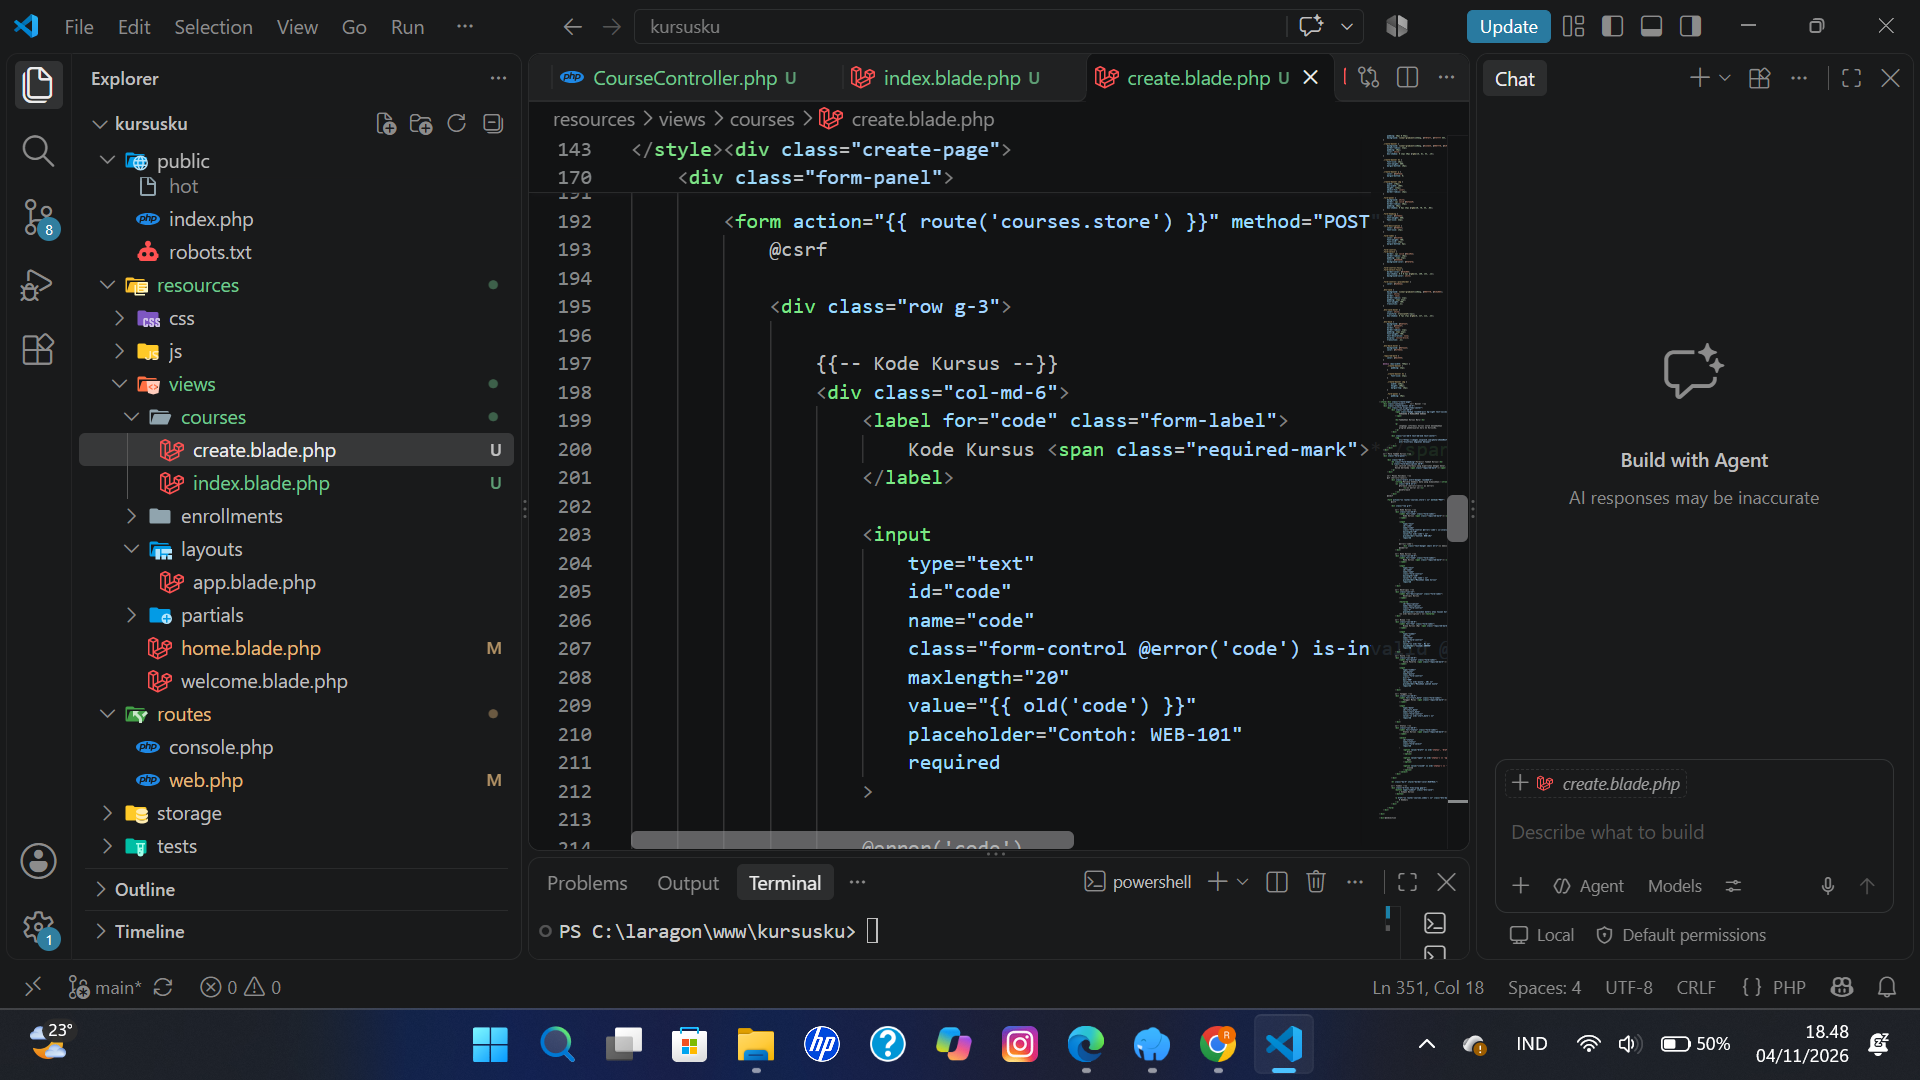 File Edit Selection View Go Run ···
kursusku
Update
Explorer
kursusku
public
hot
index.php
robots.txt
resources
css
js
views
courses
create.blade.php U
index.blade.php U
enrollments
layouts
app.blade.php
partials
home.blade.php M
welcome.blade.php
routes
console.php
web.php M
storage
tests
Outline
Timeline
8
1
CourseController.php U
index.blade.php U
create.blade.php U
resources > views > courses > create.blade.php
143 </style><div class="create-page">
170 <div class="form-panel">
191
192 <form action="{{ route('courses.store') }}" method="POST"
193 @csrf
194
195 <div class="row g-3">
196
197 {{-- Kode Kursus --}}
198 <div class="col-md-6">
199 <label for="code" class="form-label">
200 Kode Kursus <span class="required-mark">*</span
201 </label>
202
203 <input
204 type="text"
205 id="code"
206 name="code"
207 class="form-control @error('code') is-invalid @
208 maxlength="20"
209 value="{{ old('code') }}"
210 placeholder="Contoh: WEB-101"
211 required
212 >
213
214 @error('code')
Problems Output Terminal ···
powershell
PS C:\laragon\www\kursusku>
Chat
Build with Agent
AI responses may be inaccurate
create.blade.php
Describe what to build
Agent Models
Local Default permissions
main* 0 0
Ln 351, Col 18 Spaces: 4 UTF-8 CRLF { } PHP
23°
hp
IND
50%
18.48
04/11/2026